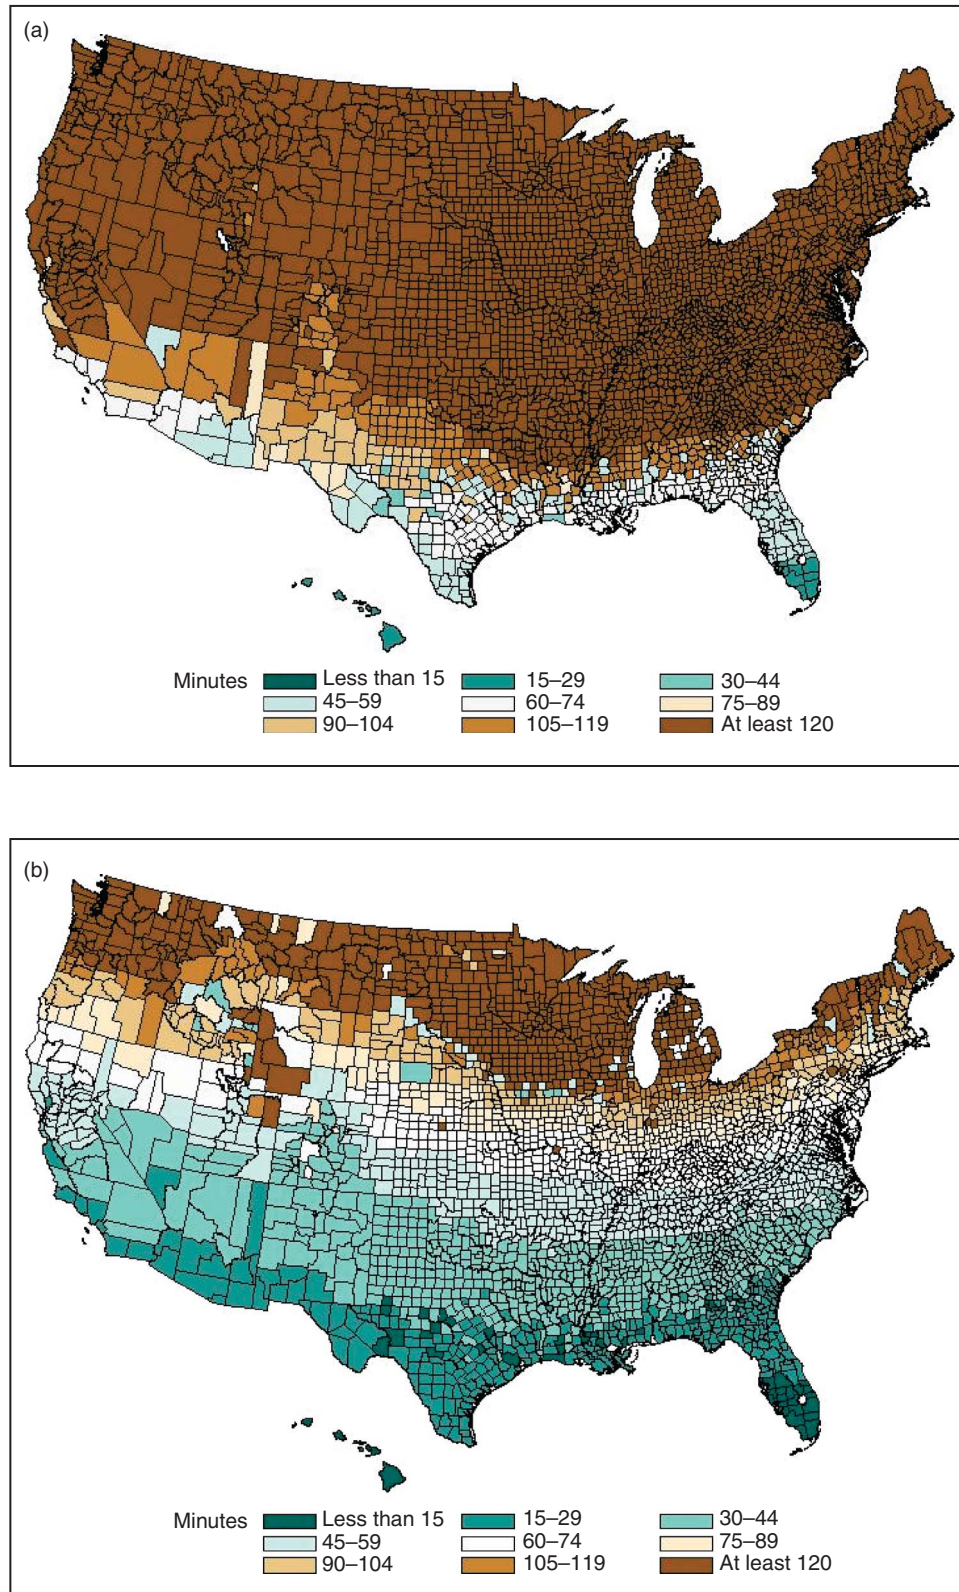 (a)
Minutes Less than 15 15–29 30–44
45–59 60–74 75–89
90–104 105–119 At least 120
(b)
Minutes Less than 15 15–29 30–44
45–59 60–74 75–89
90–104 105–119 At least 120